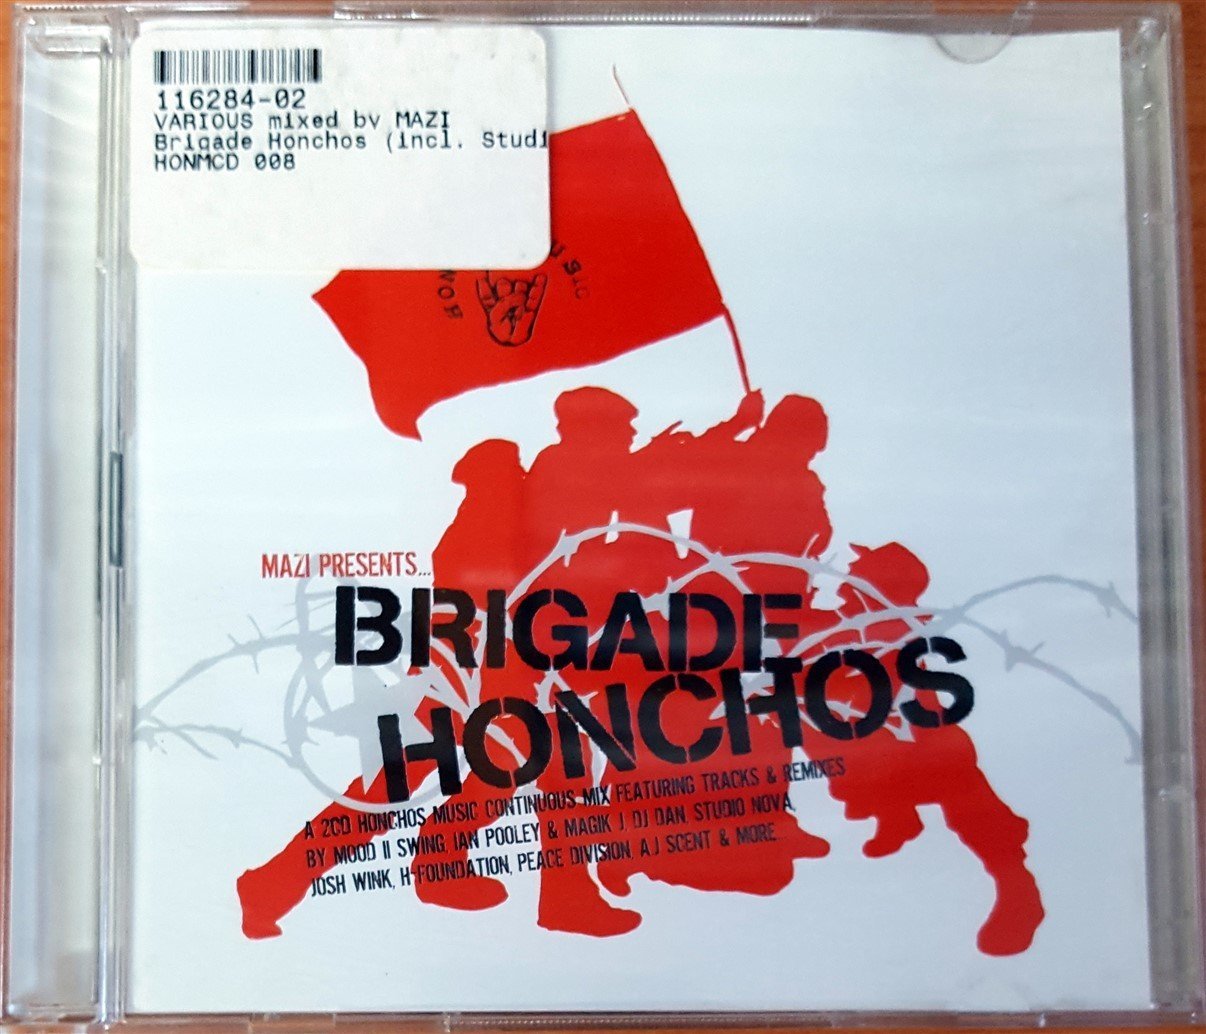 116284-02
VARIOUS mixed by MAZI
Brigade Honchos (incl. Studi
HONMCD 008
MAZI PRESENTS...
BRIGADE
HONCHOS
A 2CD HONCHOS MUSIC CONTINUOUS MIX FEATURING TRACKS & REMIXES
BY MOOD II SWING, IAN POOLEY & MAGIK J, DJ DAN, STUDIO NOVA,
JOSH WINK, H-FOUNDATION, PEACE DIVISION, A.J SCENT & MORE...